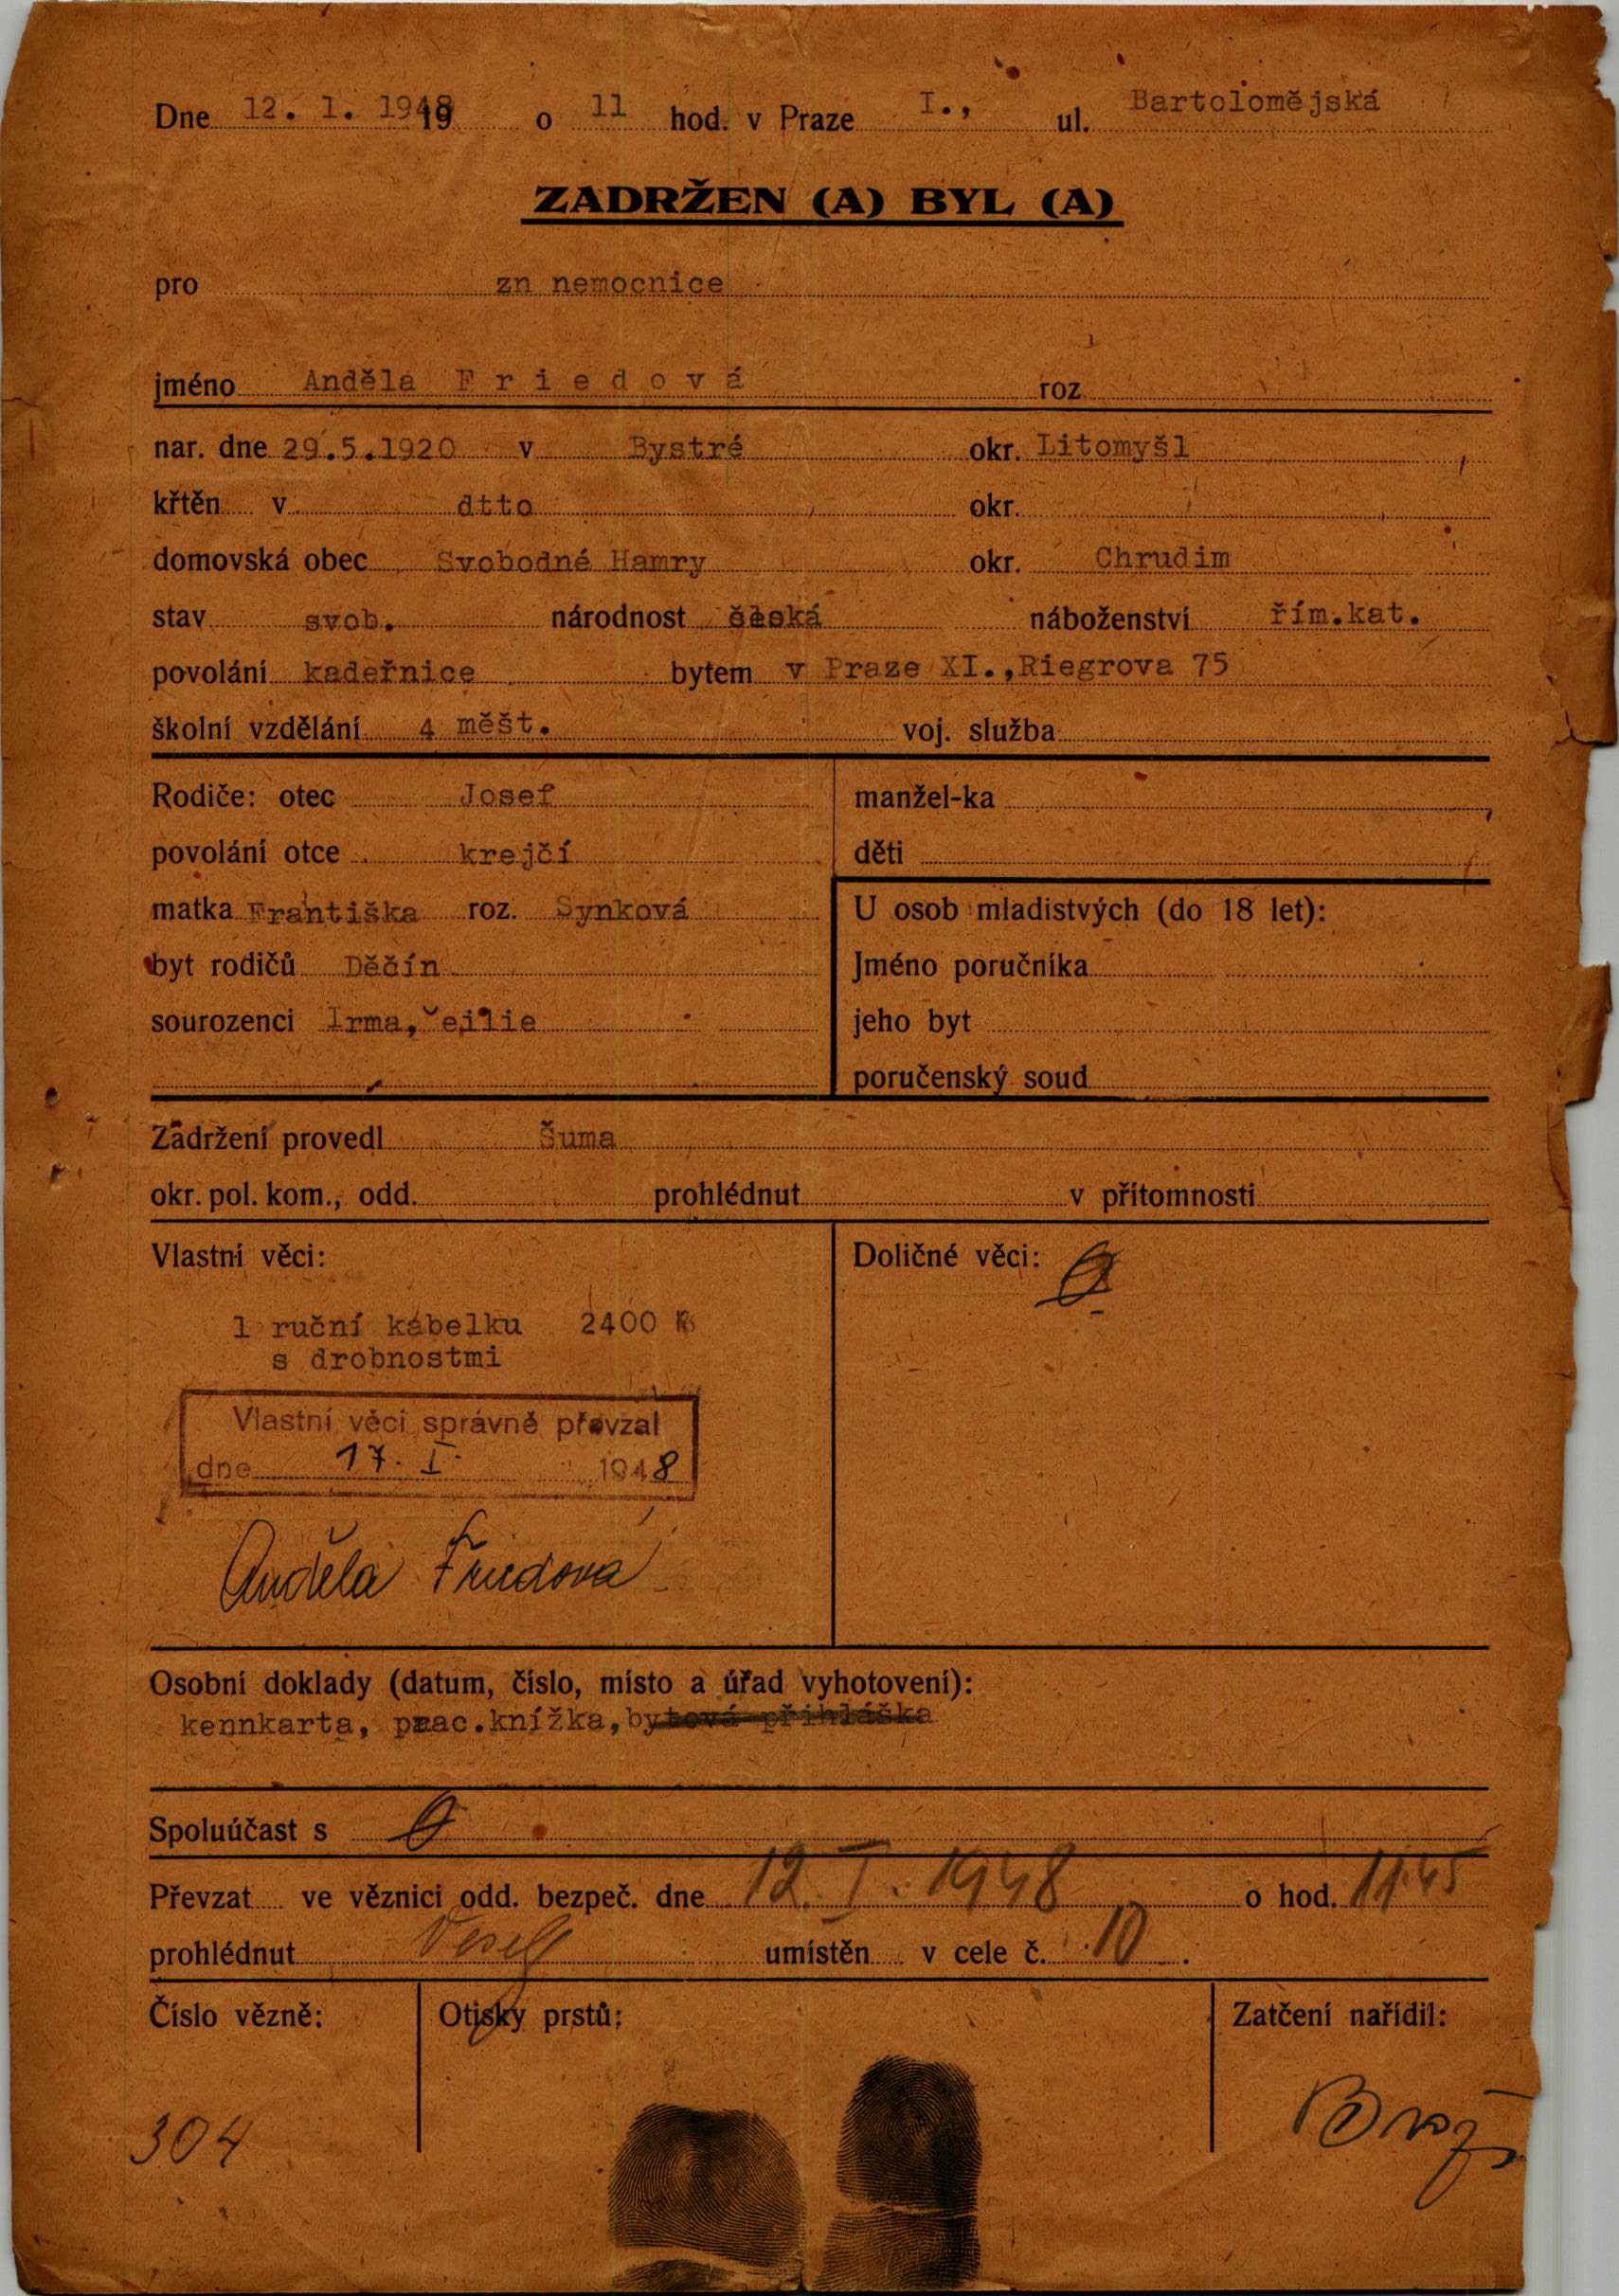 Dne 12. 1. 1948 19 o 11 hod. v Praze I., ul. Bartolomějská
ZADRŽEN (A) BYL (A)
pro zn nemocnice
jméno Anděla Friedová roz
nar. dne 29.5.1920 v Bystré okr. Litomyšl
křtěn v dtto okr.
domovská obec Svobodné Hamry okr. Chrudim
stav svob. národnost česká náboženství řím.kat.
povolání kadeřnice bytem v Praze XI.,Riegrova 75
školní vzdělání 4 měšt. voj. služba
Rodiče: otec Josef manžel-ka
povolání otce krejčí děti
matka Františka roz. Synková U osob mladistvých (do 18 let):
byt rodičů Děčín Jméno poručníka
sourozenci Irma, jeho byt
poručenský soud
Zadržení provedl Šuma
okr. pol. kom., odd. prohlédnut v přítomnosti
Vlastní věci: Doličné věci:
1 ruční kabelku 2400 Kčs
s drobnostmi
Vlastní věci správně převzal
dne 17. I. 1948
Anděla Friedová
Osobní doklady (datum, číslo, místo a úřad vyhotovení):
kennkarta, prac.knížka, bytová přihláška
Spoluúčast s
Převzat ve věznici odd. bezpeč. dne 12. I. 1948 o hod. 11.45
prohlédnut Veselý umístěn v cele č. 10 .
Číslo vězně: Otisky prstů: Zatčení nařídil:
304